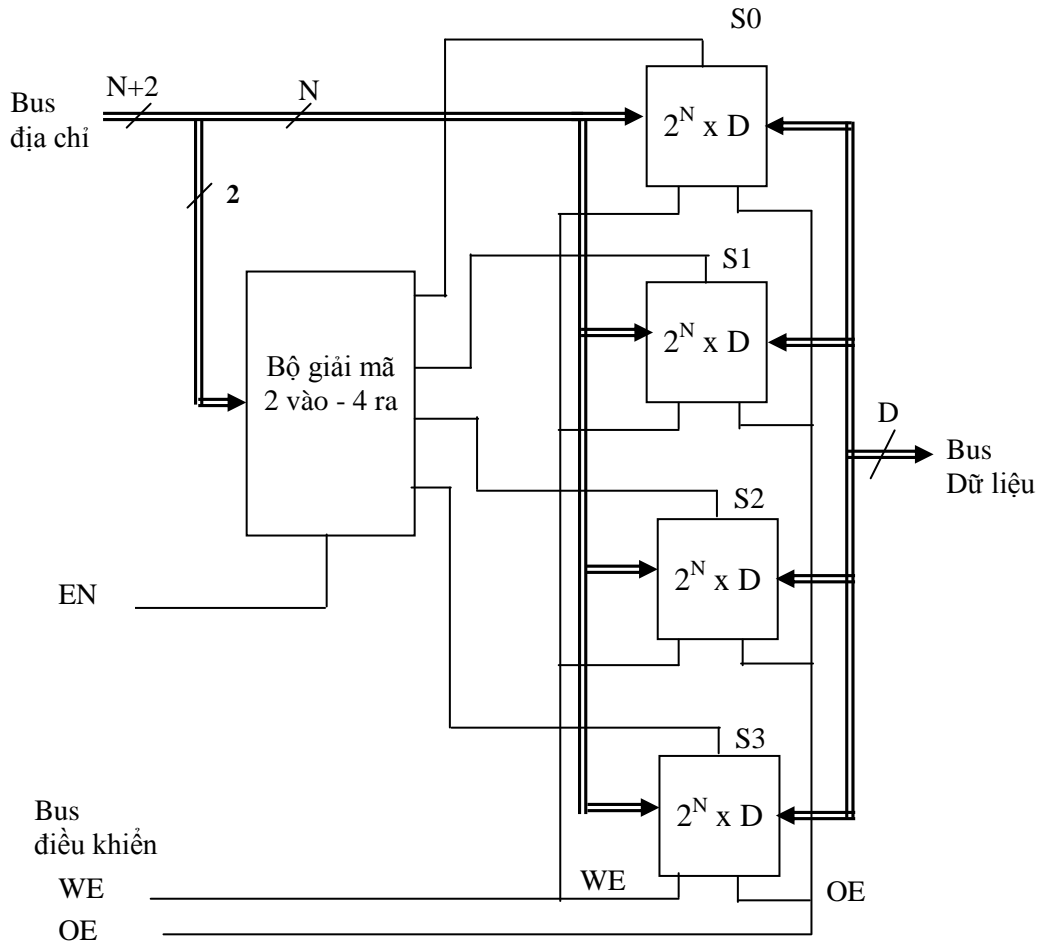 S0
N+2
N
Bus
địa chỉ
2^N x D
2
S1
2^N x D
Bộ giải mã
2 vào - 4 ra
D
Bus
Dữ liệu
S2
2^N x D
EN
S3
2^N x D
Bus
điều khiển
WE
WE
OE
OE